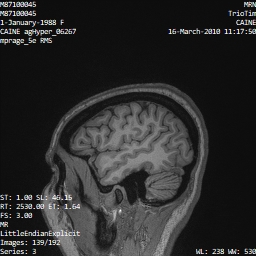 M87100045
MRN
M87100045
TrioTim
1-January-1988 F
CAINE
CAINE agHyper_06267
16-March-2010 11:17:50
mprage_5e RMS
ST: 1.00 SL: 46.16
RT: 2530.00 ET: 1.64
FS: 3.00
MR
LittleEndianExplicit
Images: 139/192
Series: 3
WL: 238 WW: 530